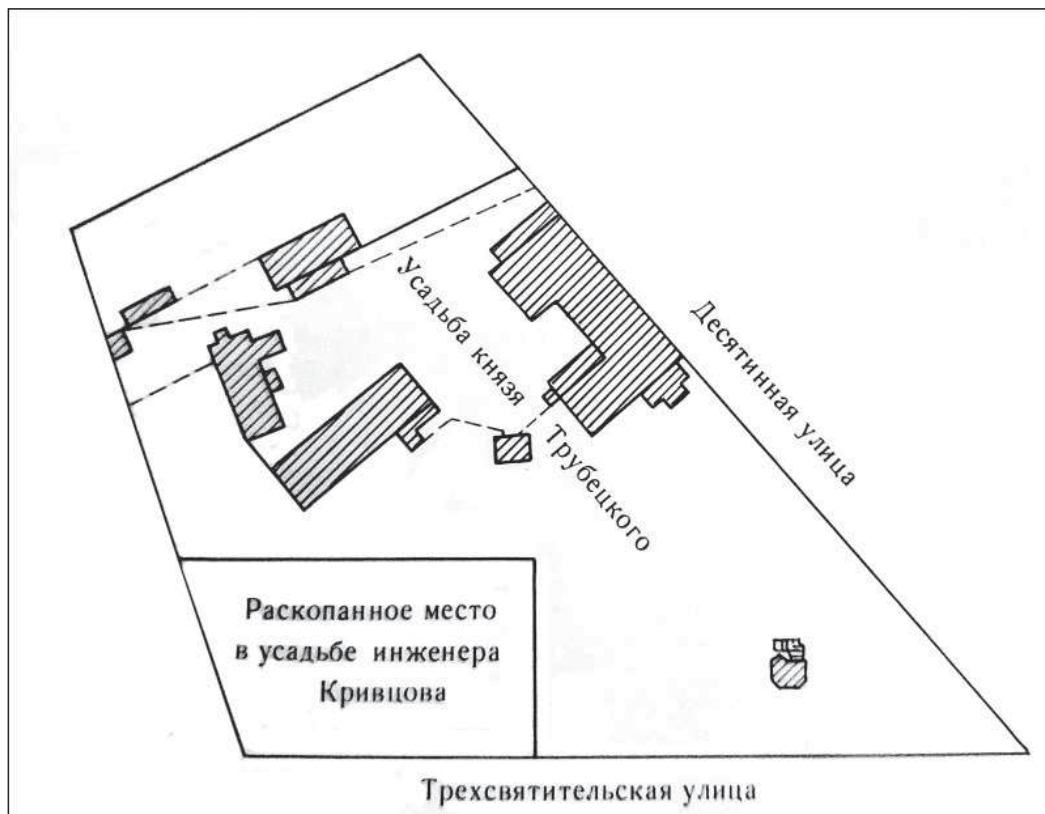 Усадьба князя
Трубецкого
Десятинная улица
Раскопанное место
в усадьбе инженера
Кривцова
Трехсвятительская улица